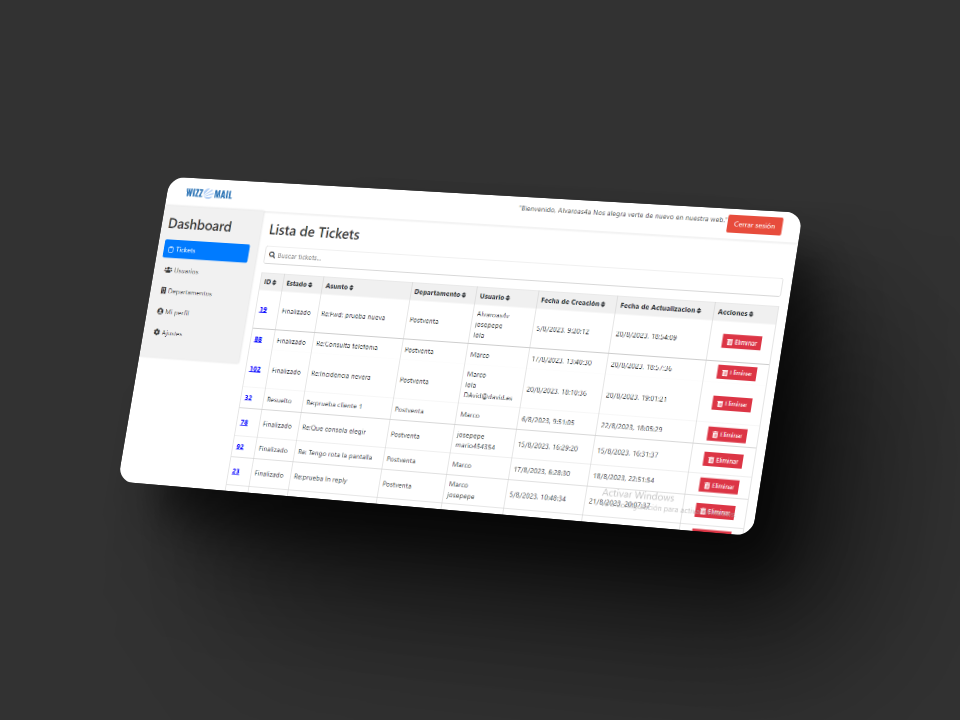 WIZZ MAIL
"Bienvenido, Alvaroas4a Nos alegra verte de nuevo en nuestra web."
Cerrar sesión
Dashboard
Tickets
Usuarios
Departamentos
Mi perfil
Ajustes
Lista de Tickets
Buscar tickets...
ID Estado Asunto Departamento Usuario Fecha de Creación Fecha de Actualizacion Acciones
19 Finalizado Re:Fwd: prueba nueva Postventa Alvaroas4v josepepe lola 5/8/2023, 9:20:12 20/8/2023, 18:54:09 Eliminar
88 Finalizado Re:Consulta telefonia Postventa Marco 17/8/2023, 13:40:30 20/8/2023, 18:57:36 Eliminar
102 Finalizado Re:Incidencia nevera Postventa Marco lola David@david.es 20/8/2023, 18:10:36 20/8/2023, 19:01:21 Eliminar
32 Resuelto Re:prueba cliente 1 Postventa Marco 6/8/2023, 9:51:05 22/8/2023, 18:05:29 Eliminar
78 Finalizado Re:Que consola elegir Postventa josepepe mario454354 15/8/2023, 16:29:20 15/8/2023, 16:31:37 Eliminar
92 Finalizado Re: Tengo rota la pantalla Postventa Marco 17/8/2023, 6:28:30 18/8/2023, 22:51:54 Eliminar
23 Finalizado Re:prueba in reply Postventa Marco josepepe 5/8/2023, 10:48:34 21/8/2023, 20:07:37 Eliminar
Activar Windows